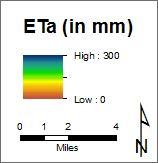 ETa (in mm)
High : 300
Low : 0
0 1 2 4
Miles
N